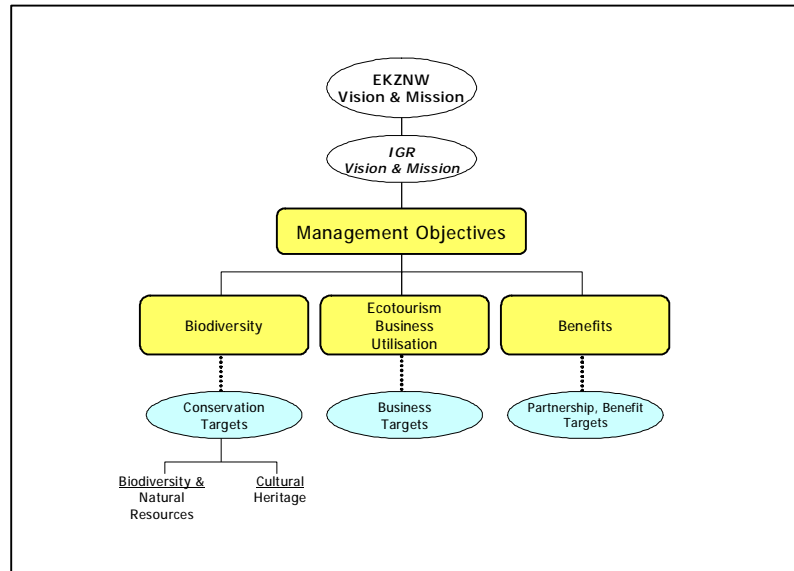 EKZNW
Vision & Mission
IGR
Vision & Mission
Management Objectives
Biodiversity
Ecotourism
Business
Utilisation
Benefits
Conservation
Targets
Business
Targets
Partnership, Benefit
Targets
Biodiversity &
Natural
Resources
Cultural
Heritage